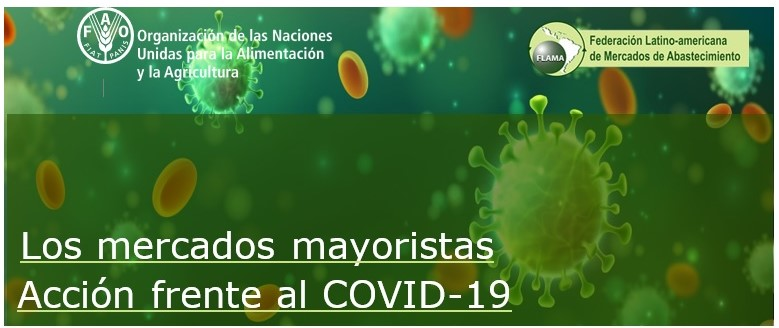 FAO
FIAT PANIS
Organización de las Naciones
Unidas para la Alimentación
y la Agricultura
FLAMA
Federación Latino-americana
de Mercados de Abastecimiento
Los mercados mayoristas
Acción frente al COVID-19